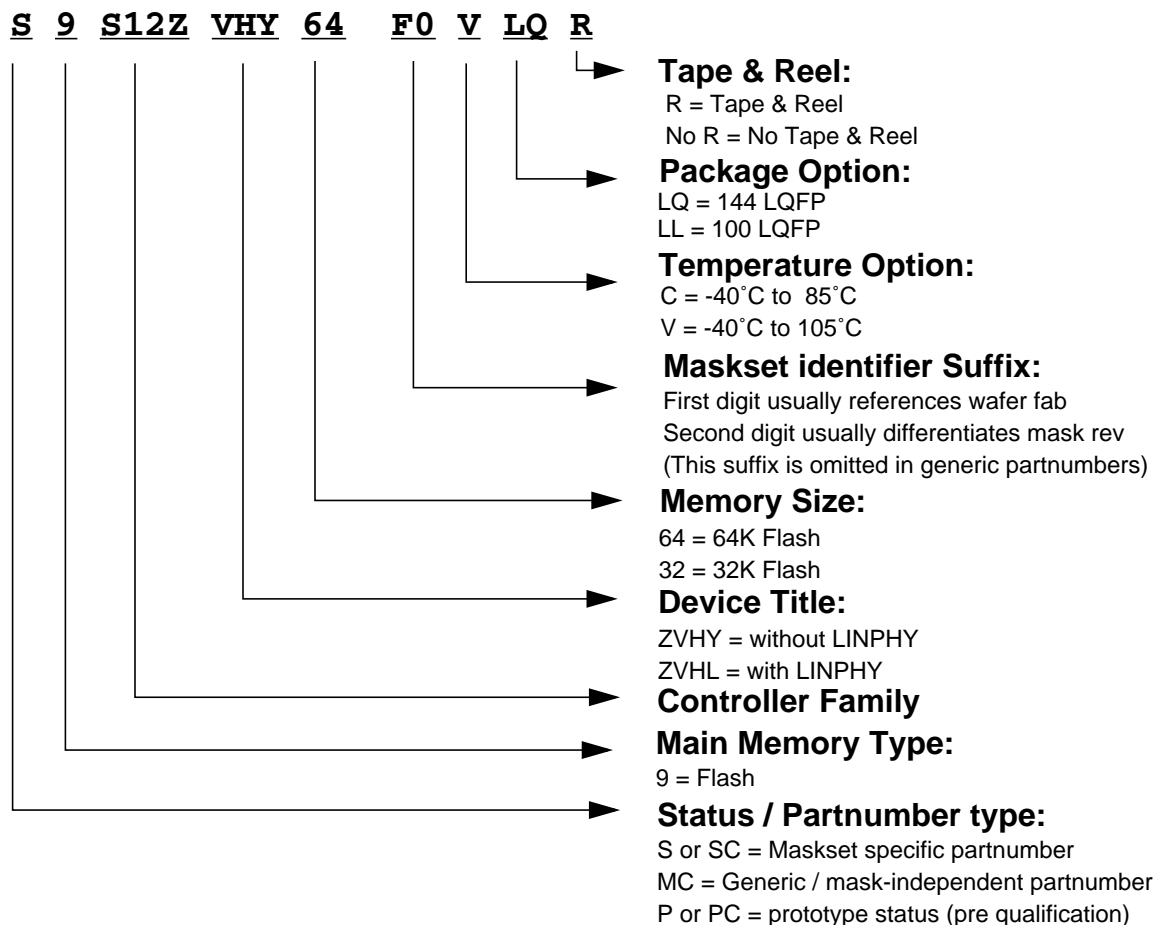 S 9 S12Z VHY 64 F0 V LQ R
Tape & Reel:
R = Tape & Reel
No R = No Tape & Reel
Package Option:
LQ = 144 LQFP
LL = 100 LQFP
Temperature Option:
C = -40˚C to 85˚C
V = -40˚C to 105˚C
Maskset identifier Suffix:
First digit usually references wafer fab
Second digit usually differentiates mask rev
(This suffix is omitted in generic partnumbers)
Memory Size:
64 = 64K Flash
32 = 32K Flash
Device Title:
ZVHY = without LINPHY
ZVHL = with LINPHY
Controller Family
Main Memory Type:
9 = Flash
Status / Partnumber type:
S or SC = Maskset specific partnumber
MC = Generic / mask-independent partnumber
P or PC = prototype status (pre qualification)